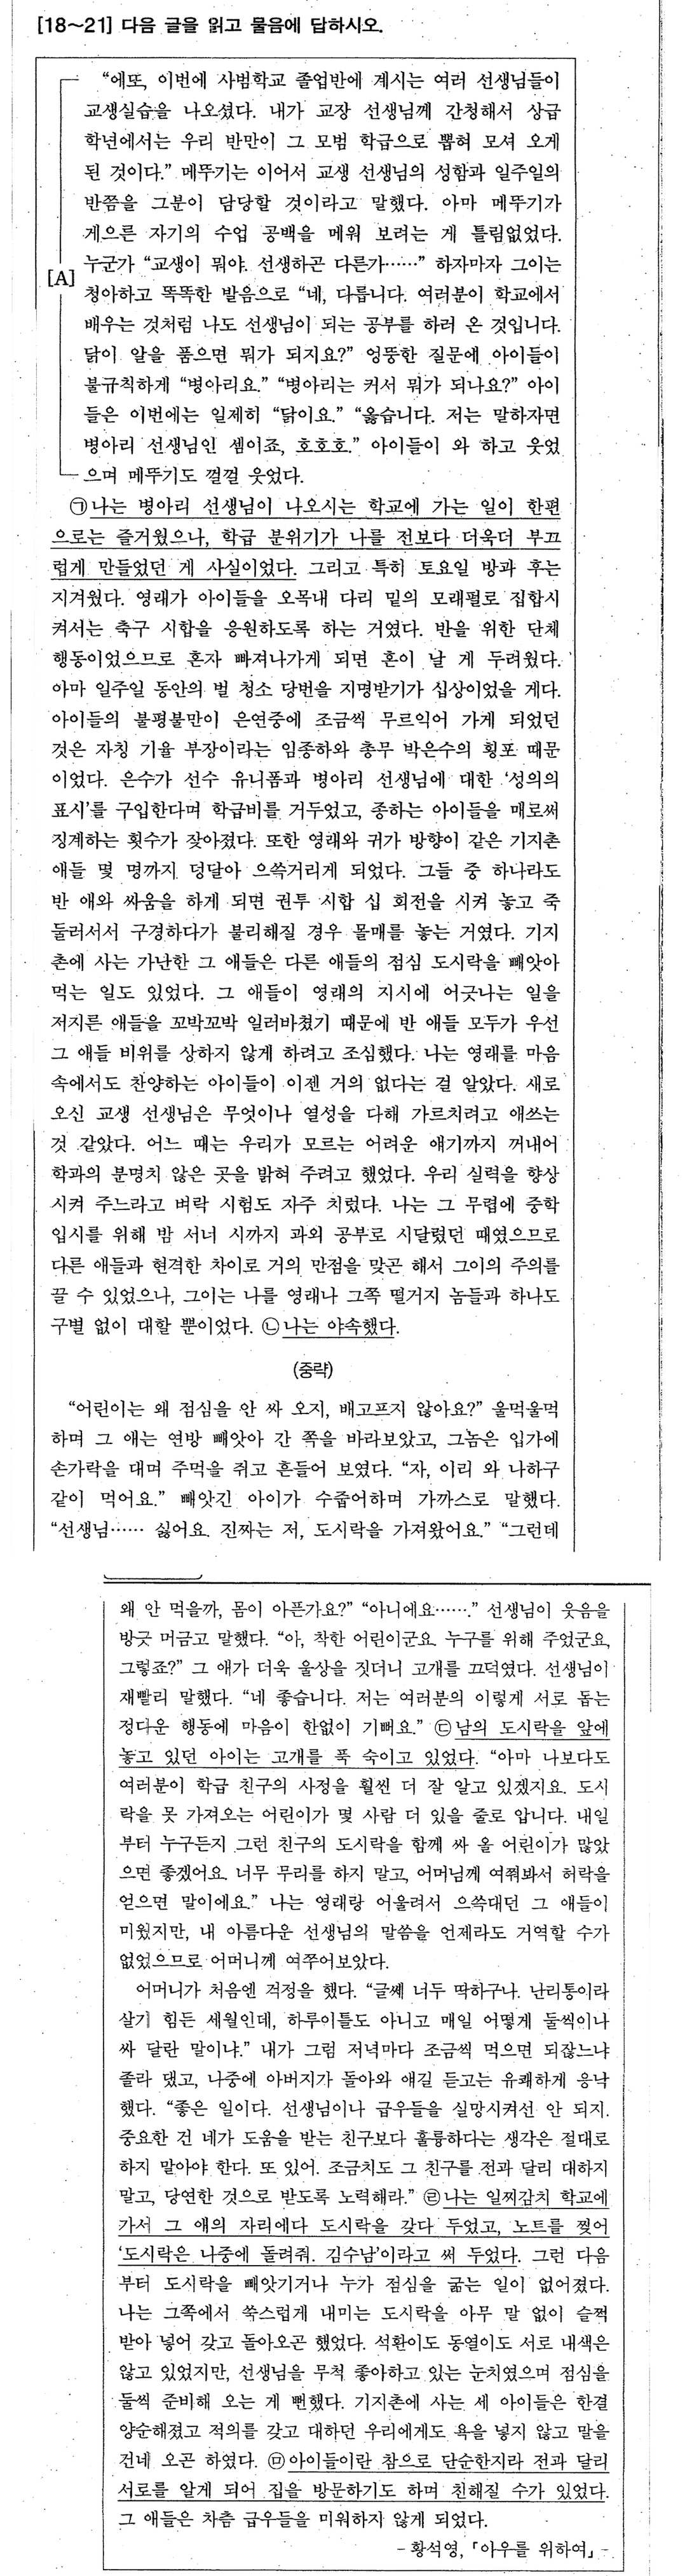 [18~21] 다음 글을 읽고 물음에 답하시오.
“에또, 이번에 사범학교 졸업반에 계시는 여러 선생님들이
교생실습을 나오셨다. 내가 교장 선생님께 간청해서 상급
학년에서는 우리 반만이 그 모범 학급으로 뽑혀 모셔 오게
된 것이다.” 메뚜기는 이어서 교생 선생님의 성함과 일주일의
반쯤을 그분이 담당할 것이라고 말했다. 아마 메뚜기가
게으른 자기의 수업 공백을 메워 보려는 게 틀림없었다.
[A] 누군가 “교생이 뭐야. 선생하곤 다른가……” 하자마자 그이는
청아하고 똑똑한 발음으로 “네, 다릅니다. 여러분이 학교에서
배우는 것처럼 나도 선생님이 되는 공부를 하러 온 것입니다.
닭이 알을 품으면 뭐가 되지요?” 엉뚱한 질문에 아이들이
불규칙하게 “병아리요.” “병아리는 커서 뭐가 되나요?” 아이
들은 이번에는 일제히 “닭이요.” “옳습니다. 저는 말하자면
병아리 선생님인 셈이죠, 호호호.” 아이들이 와 하고 웃었
으며 메뚜기도 껄껄 웃었다.
㉠나는 병아리 선생님이 나오시는 학교에 가는 일이 한편
으로는 즐거웠으나, 학급 분위기가 나를 전보다 더욱더 부끄
럽게 만들었던 게 사실이었다. 그리고 특히 토요일 방과 후는
지겨웠다. 영래가 아이들을 오목내 다리 밑의 모래펄로 집합시
켜서는 축구 시합을 응원하도록 하는 거였다. 반을 위한 단체
행동이었으므로 혼자 빠져나가게 되면 혼이 날 게 두려웠다.
아마 일주일 동안의 벌 청소 당번을 지명받기가 십상이었을 게다.
아이들의 불평불만이 은연중에 조금씩 무르익어 가게 되었던
것은 자칭 기율 부장이라는 임종하와 총무 박은수의 횡포 때문
이었다. 은수가 선수 유니폼과 병아리 선생님에 대한 ‘성의의
표시’를 구입한다며 학급비를 거두었고, 종하는 아이들을 매로써
징계하는 횟수가 잦아졌다. 또한 영래와 귀가 방향이 같은 기지촌
애들 몇 명까지 덩달아 으쓱거리게 되었다. 그들 중 하나라도
반 애와 싸움을 하게 되면 권투 시합 십 회전을 시켜 놓고 죽
둘러서서 구경하다가 불리해질 경우 몰매를 놓는 거였다. 기지
촌에 사는 가난한 그 애들은 다른 애들의 점심 도시락을 빼앗아
먹는 일도 있었다. 그 애들이 영래의 지시에 어긋나는 일을
저지른 애들을 꼬박꼬박 일러바쳤기 때문에 반 애들 모두가 우선
그 애들 비위를 상하지 않게 하려고 조심했다. 나는 영래를 마음
속에서도 찬양하는 아이들이 이젠 거의 없다는 걸 알았다. 새로
오신 교생 선생님은 무엇이나 열성을 다해 가르치려고 애쓰는
것 같았다. 어느 때는 우리가 모르는 어려운 얘기까지 꺼내어
학과의 분명치 않은 곳을 밝혀 주려고 했었다. 우리 실력을 향상
시켜 주느라고 벼락 시험도 자주 치렀다. 나는 그 무렵에 중학
입시를 위해 밤 서너 시까지 과외 공부로 시달렸던 때였으므로
다른 애들과 현격한 차이로 거의 만점을 맞곤 해서 그이의 주의를
끌 수 있었으나, 그이는 나를 영래나 그쪽 떨거지 놈들과 하나도
구별 없이 대할 뿐이었다. ㉡나는 야속했다.
(중략)
“어린이는 왜 점심을 안 싸 오지, 배고프지 않아요?” 울먹울먹
하며 그 애는 연방 빼앗아 간 쪽을 바라보았고, 그놈은 입가에
손가락을 대며 주먹을 쥐고 흔들어 보였다. “자, 이리 와 나하구
같이 먹어요.” 빼앗긴 아이가 수줍어하며 가까스로 말했다.
“선생님…… 싫어요. 진짜는 저, 도시락을 가져왔어요.” “그런데
왜 안 먹을까, 몸이 아픈가요?” “아니에요…….” 선생님이 웃음을
방긋 머금고 말했다. “아, 착한 어린이군요. 누구를 위해 주었군요,
그렇죠?” 그 애가 더욱 울상을 짓더니 고개를 끄덕였다. 선생님이
재빨리 말했다. “네 좋습니다. 저는 여러분의 이렇게 서로 돕는
정다운 행동에 마음이 한없이 기뻐요.” ㉢남의 도시락을 앞에
놓고 있던 아이는 고개를 푹 숙이고 있었다. “아마 나보다도
여러분이 학급 친구의 사정을 훨씬 더 잘 알고 있겠지요. 도시
락을 못 가져오는 어린이가 몇 사람 더 있을 줄로 압니다. 내일
부터 누구든지 그런 친구의 도시락을 함께 싸 올 어린이가 많았
으면 좋겠어요. 너무 무리를 하지 말고, 어머님께 여쭤봐서 허락을
얻으면 말이에요.” 나는 영래랑 어울려서 으쓱대던 그 애들이
미웠지만, 내 아름다운 선생님의 말씀을 언제라도 거역할 수가
없었으므로 어머니께 여쭈어보았다.
어머니가 처음엔 걱정을 했다. “글쎄 너두 딱하구나. 난리통이라
살기 힘든 세월인데, 하루이틀도 아니고 매일 어떻게 둘씩이나
싸 달란 말이냐.” 내가 그럼 저녁마다 조금씩 먹으면 되잖느냐
졸라 댔고, 나중에 아버지가 돌아와 얘길 듣고는 유쾌하게 응낙
했다. “좋은 일이다. 선생님이나 급우들을 실망시켜선 안 되지.
중요한 건 네가 도움을 받는 친구보다 훌륭하다는 생각은 절대로
하지 말아야 한다. 또 있어. 조금치도 그 친구를 전과 달리 대하지
말고, 당연한 것으로 받도록 노력해라.” ㉣나는 일찌감치 학교에
가서 그 애의 자리에다 도시락을 갖다 두었고, 노트를 찢어
‘도시락은 나중에 돌려줘. 김수남’이라고 써 두었다. 그런 다음
부터 도시락을 빼앗기거나 누가 점심을 굶는 일이 없어졌다.
나는 그쪽에서 쑥스럽게 내미는 도시락을 아무 말 없이 슬쩍
받아 넣어 갖고 돌아오곤 했었다. 석환이도 동열이도 서로 내색은
않고 있었지만, 선생님을 무척 좋아하고 있는 눈치였으며 점심을
둘씩 준비해 오는 게 뻔했다. 기지촌에 사는 세 아이들은 한결
양순해졌고 적의를 갖고 대하던 우리에게도 욕을 넣지 않고 말을
건네 오곤 하였다. ㉤아이들이란 참으로 단순한지라 전과 달리
서로를 알게 되어 집을 방문하기도 하며 친해질 수가 있었다.
그 애들은 차츰 급우들을 미워하지 않게 되었다.
- 황석영, 「아우를 위하여」 -